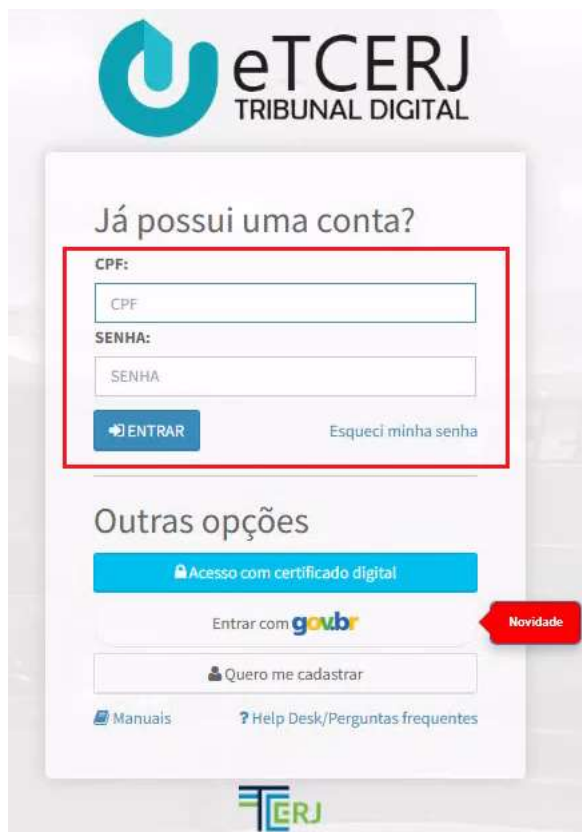 eTCERJ
TRIBUNAL DIGITAL
Já possui uma conta?
CPF:
CPF
SENHA:
SENHA
ENTRAR
Esqueci minha senha
Outras opções
Acesso com certificado digital
Entrar com gov.br
Novidade
Quero me cadastrar
Manuais
? Help Desk/Perguntas frequentes
TCERJ